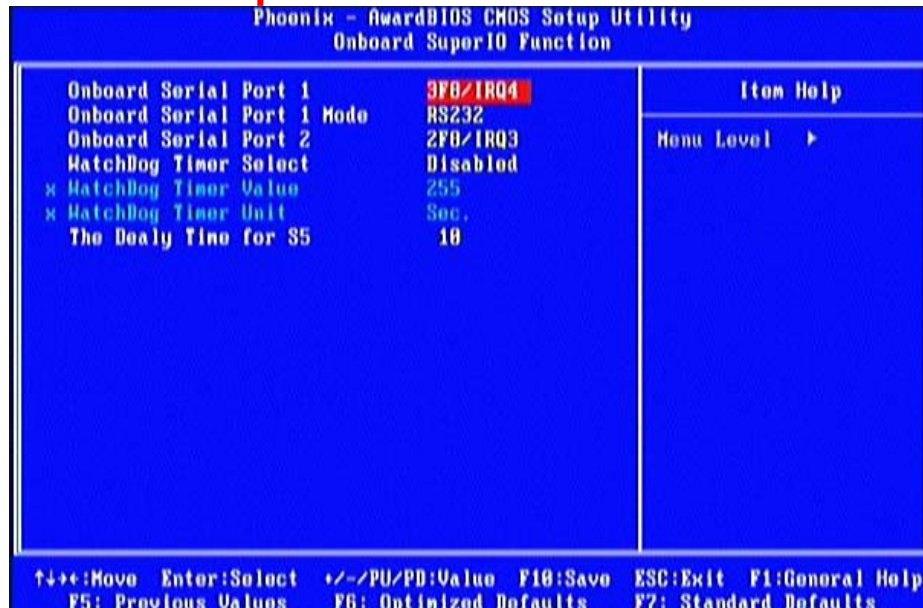 Phoenix - AwardBIOS CMOS Setup Utility
Onboard SuperIO Function
Onboard Serial Port 1 3F8/IRQ4
Onboard Serial Port 1 Mode RS232
Onboard Serial Port 2 2F8/IRQ3
WatchDog Timer Select Disabled
x WatchDog Timer Value 255
x WatchDog Timer Unit Sec.
The Dealy Time for S5 10
Item Help
Menu Level ►
↑↓→←:Move Enter:Select +/-/PU/PD:Value F10:Save ESC:Exit F1:General Help
F5: Previous Values F6: Optimized Defaults F7: Standard Defaults